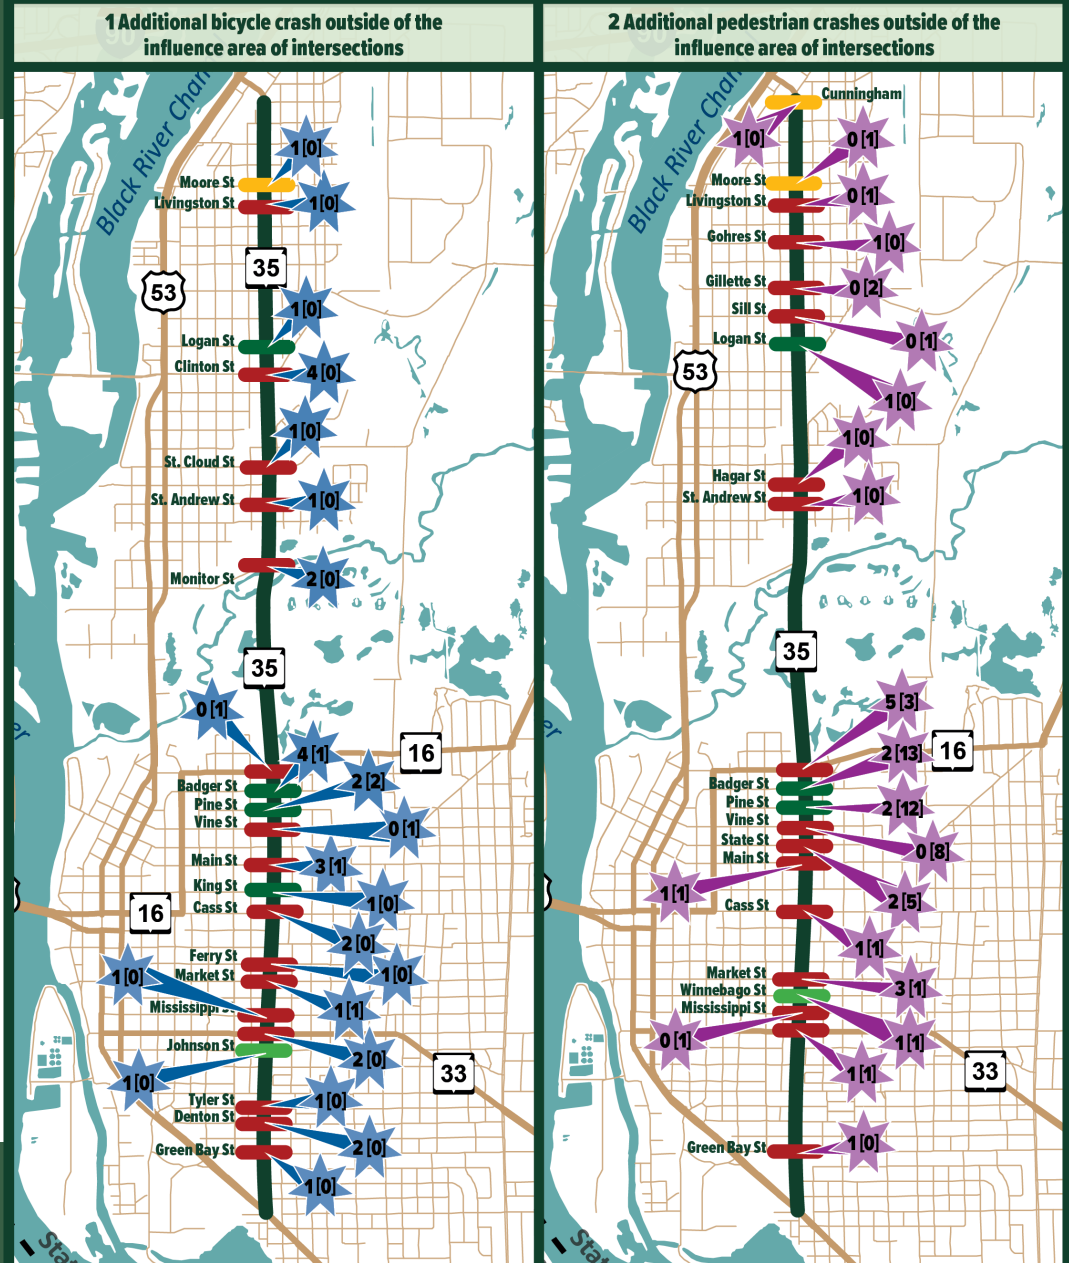 1 Additional bicycle crash outside of the
influence area of intersections
Black River Chan
1 [0]
Moore St
Livingston St
1 [0]
35
53
1 [0]
Logan St
Clinton St
4 [0]
1 [0]
St. Cloud St
St. Andrew St
1 [0]
Monitor St
2 [0]
35
0 [1]
4 [1]
16
Badger St
2 [2]
Pine St
Vine St
0 [1]
Main St
3 [1]
King St
1 [0]
Cass St
16
2 [0]
Ferry St
1 [0]
Market St
1 [0]
Mississippi St
1 [1]
Johnson St
2 [0]
33
1 [0]
Tyler St
1 [0]
Denton St
2 [0]
Green Bay St
1 [0]
Stat
2 Additional pedestrian crashes outside of the
influence area of intersections
Black River Chan
Cunningham
1 [0]
0 [1]
Moore St
Livingston St
0 [1]
Gohres St
1 [0]
Gillette St
0 [2]
Sill St
0 [1]
Logan St
53
1 [0]
1 [0]
Hagar St
St. Andrew St
1 [0]
35
5 [3]
er
2 [13]
16
Badger St
Pine St
2 [12]
Vine St
State St
0 [8]
Main St
1 [1]
2 [5]
Cass St
1 [1]
Market St
3 [1]
Winnebago St
Mississippi St
0 [1]
1 [1]
1 [1]
33
Green Bay St
1 [0]
Stat